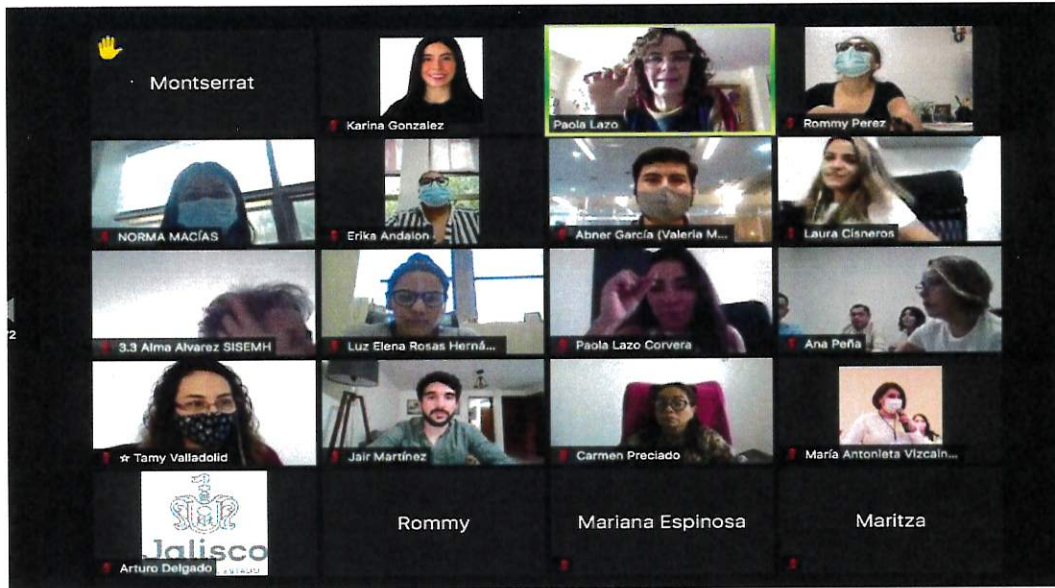 Montserrat
Karina Gonzalez
Paola Lazo
Rommy Perez
NORMA MACÍAS
Erika Andalon
Abner García (Valeria M...
Laura Cisneros
3.3 Alma Alvarez SISEMH
Luz Elena Rosas Herná...
Paola Lazo Corvera
Ana Peña
☆ Tamy Valladolid
Jair Martínez
Carmen Preciado
María Antonieta Vizcain...
Jalisco
Arturo Delgado
Rommy
Mariana Espinosa
Maritza